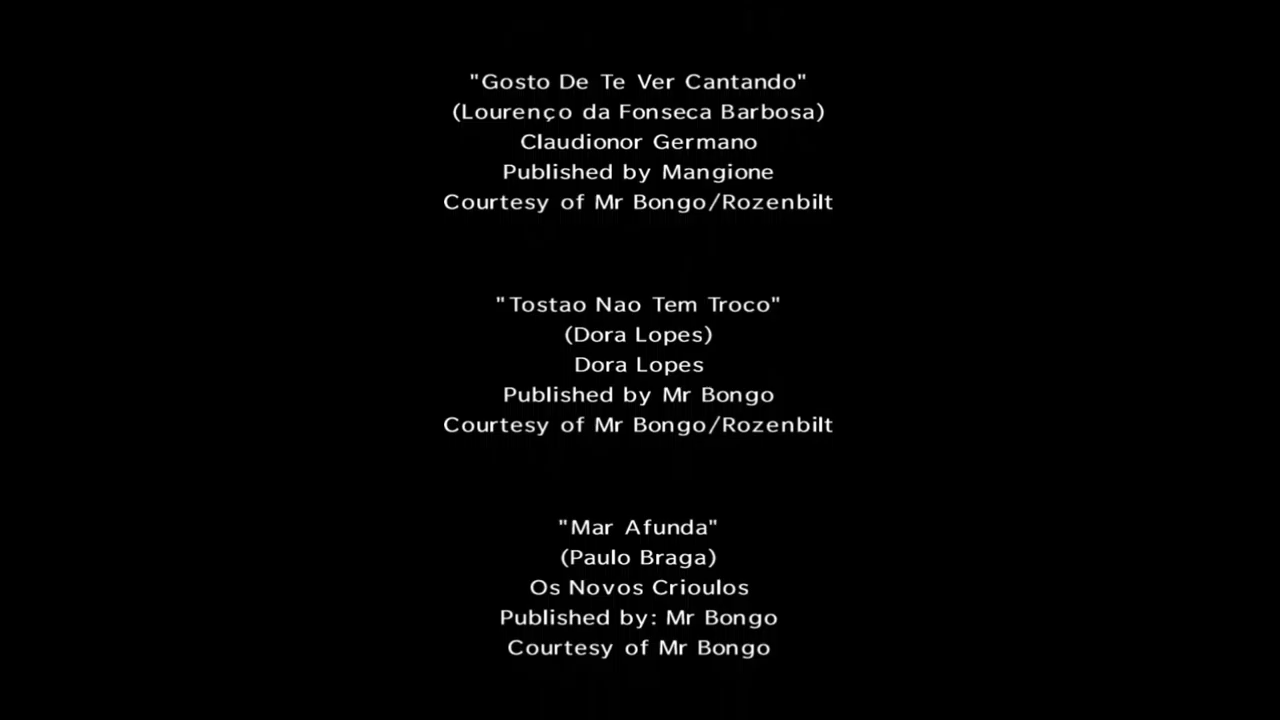 "Gosto De Te Ver Cantando"
(Lourenço da Fonseca Barbosa)
Claudionor Germano
Published by Mangione
Courtesy of Mr Bongo/Rozenbilt
"Tostao Nao Tem Troco"
(Dora Lopes)
Dora Lopes
Published by Mr Bongo
Courtesy of Mr Bongo/Rozenbilt
"Mar Afunda"
(Paulo Braga)
Os Novos Crioulos
Published by: Mr Bongo
Courtesy of Mr Bongo